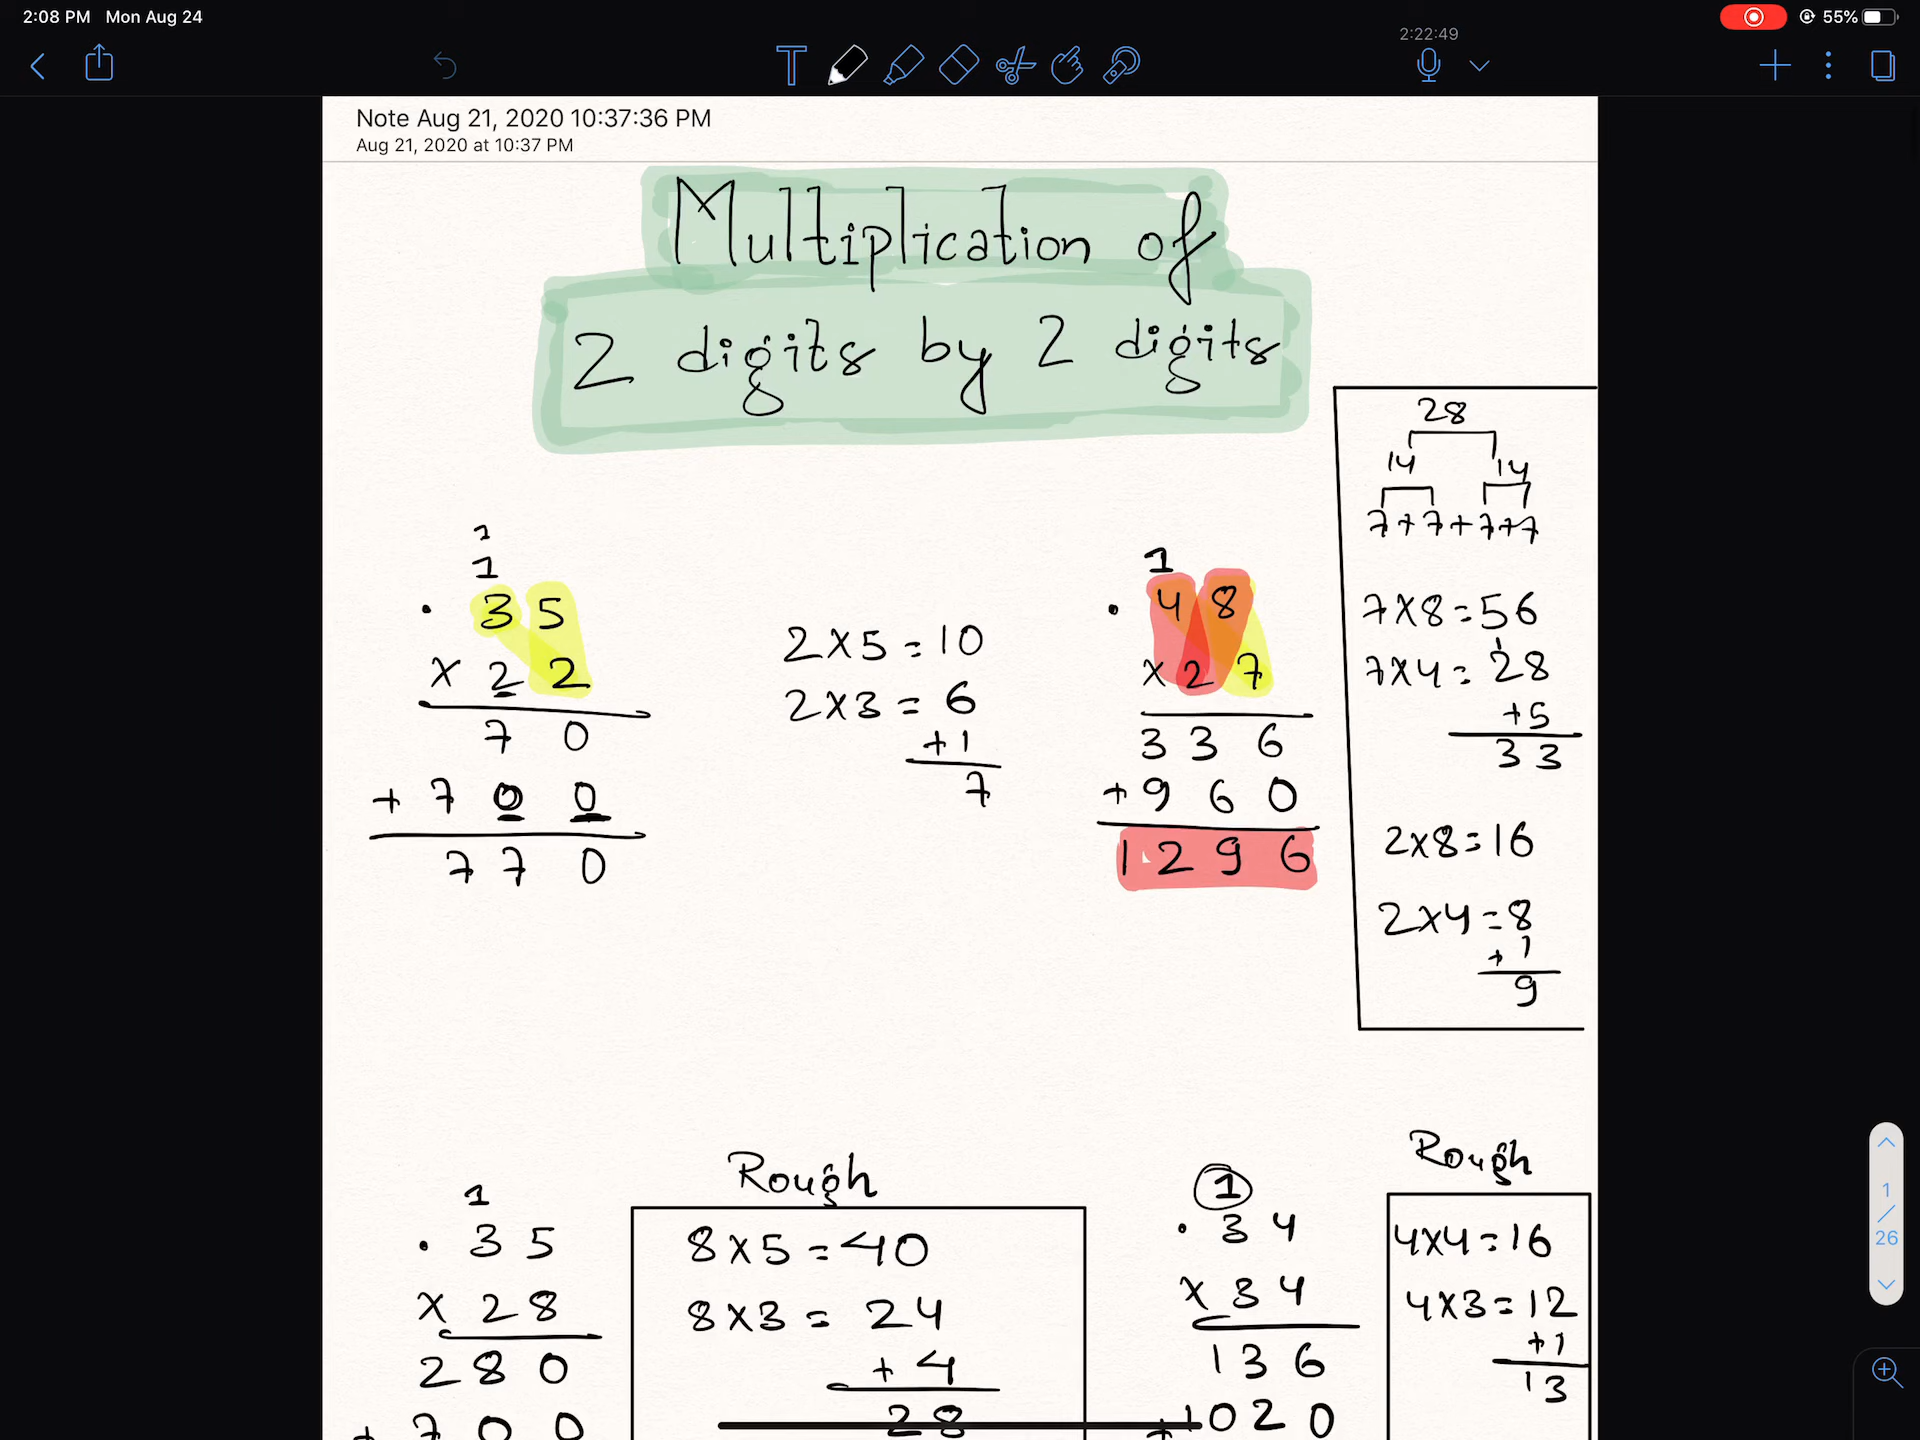 2:08 PM Mon Aug 24
55%
2:22:49
Note Aug 21, 2020 10:37:36 PM
Aug 21, 2020 at 10:37 PM
Multiplication of
2 digits by 2 digits
1
1
. 35
x 22
70
+ 700
770
2x5=10
2x3=6
+1
7
1
. 48
x 27
336
+ 960
1296
28
14 14
7+7+7+7
7x8=56
1
7x4=28
+5
33
2x8=16
2x4=8
+1
9
1
. 35
x 28
280
+ 700
Rough
8x5=40
8x3=24
+4
28
1
. 34
x 34
136
+1020
Rough
4x4=16
4x3=12
+1
13
1
/
26